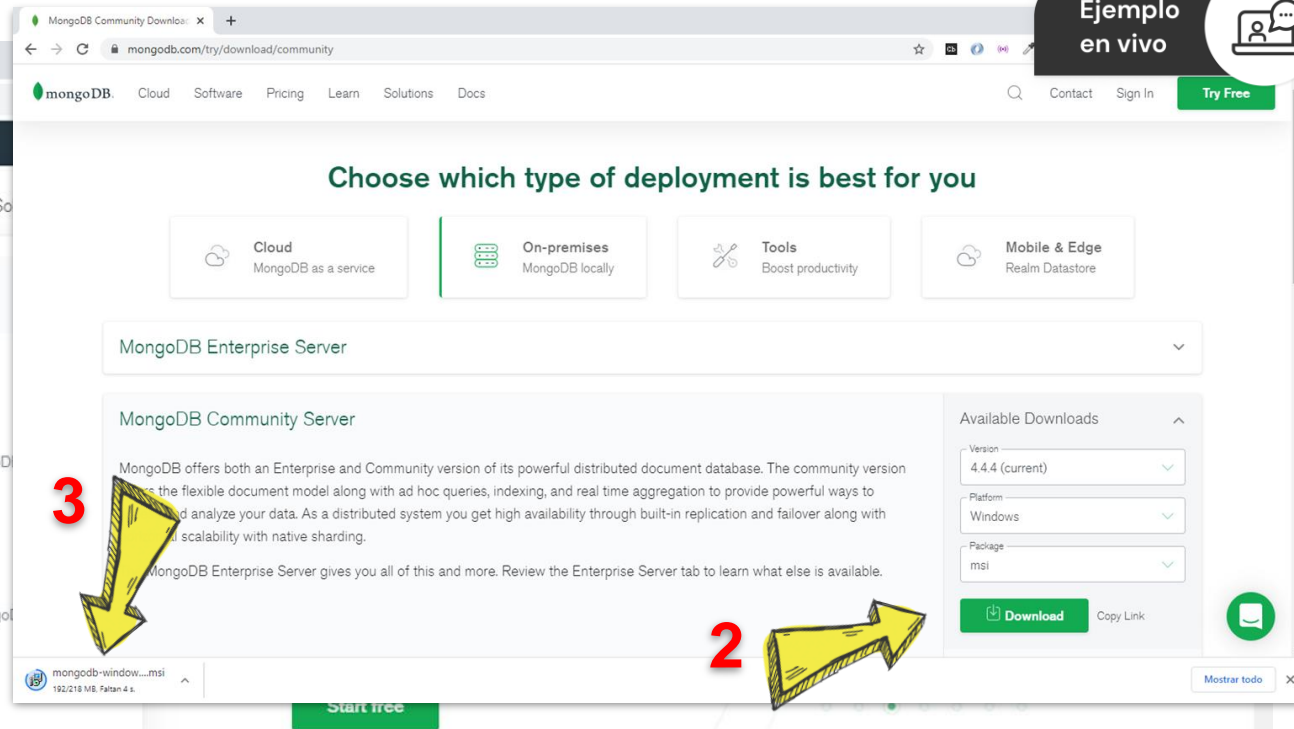 Ejemplo
en vivo
MongoDB Community Downloa
mongodb.com/try/download/community
mongoDB.
Cloud Software Pricing Learn Solutions Docs
Contact Sign In Try Free
Choose which type of deployment is best for you
Cloud
MongoDB as a service
On-premises
MongoDB locally
Tools
Boost productivity
Mobile & Edge
Realm Datastore
MongoDB Enterprise Server
MongoDB Community Server
MongoDB offers both an Enterprise and Community version of its powerful distributed document database. The community version
the flexible document model along with ad hoc queries, indexing, and real time aggregation to provide powerful ways to
analyze your data. As a distributed system you get high availability through built-in replication and failover along with
scalability with native sharding.
MongoDB Enterprise Server gives you all of this and more. Review the Enterprise Server tab to learn what else is available.
Available Downloads
Version
4.4.4 (current)
Platform
Windows
Package
msi
Download Copy Link
3
2
mongodb-window....msi
192/218 MB, Faltan 4 s.
Mostrar todo
Start free